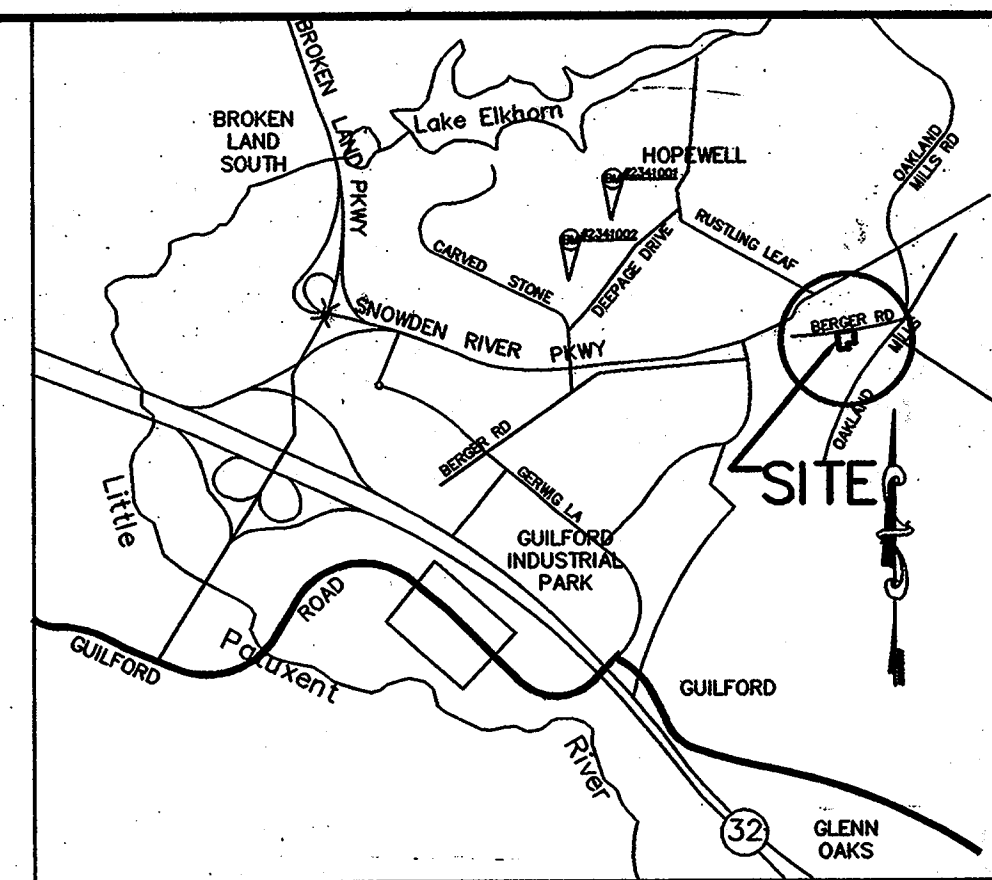 BROKEN
LAND
PKWY
BROKEN
LAND
SOUTH
Lake Elkhorn
HOPEWELL
#2341001
#2341002
OAKLAND
MILLS RD
RUSTLING LEAF
DEEPAGE DRIVE
CARVED STONE
SNOWDEN RIVER PKWY
BERGER RD
MILLS
OAKLAND
SITE
BERGER RD
GERWIG LA
GUILFORD
INDUSTRIAL
PARK
Little
Patuxent
River
GUILFORD
ROAD
GUILFORD
32
GLENN
OAKS